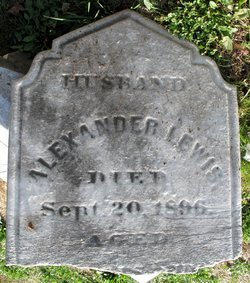 HUSBAND
ALEXANDER LEWIS
DIED
Sept. 20, 1896
AGED